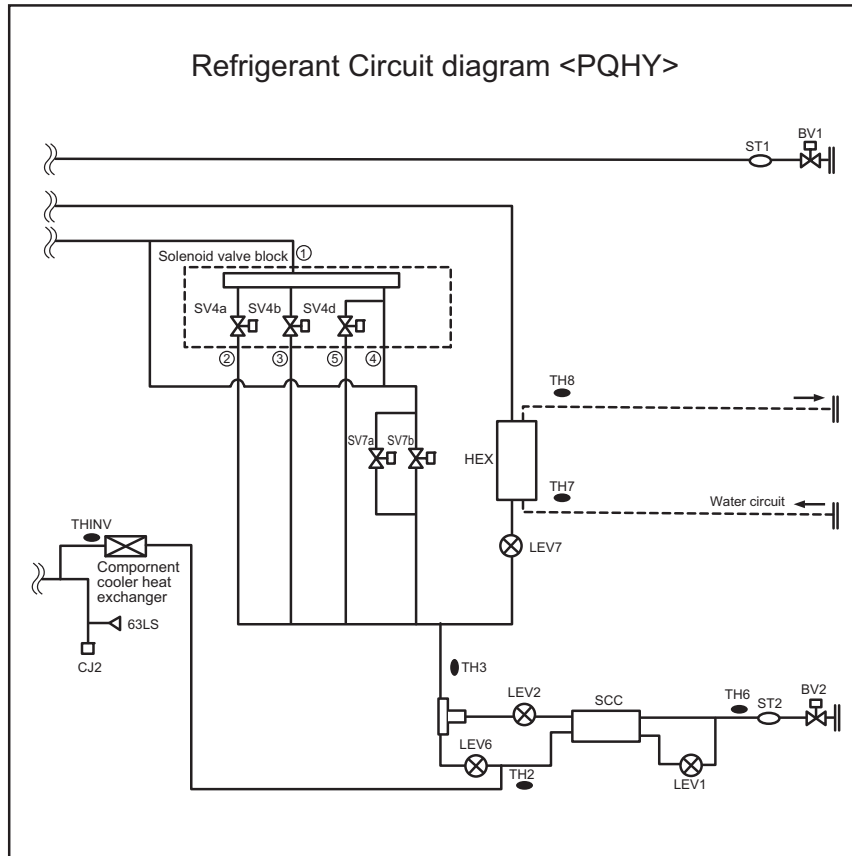 Refrigerant Circuit diagram <PQHY>
BV1
ST1
Solenoid valve block
①
SV4a
SV4b
SV4d
②
③
⑤
④
TH8
SV7a
SV7b
HEX
TH7
Water circuit
THINV
LEV7
Compornent
cooler heat
exchanger
63LS
CJ2
TH3
LEV2
SCC
TH6
ST2
BV2
LEV6
TH2
LEV1